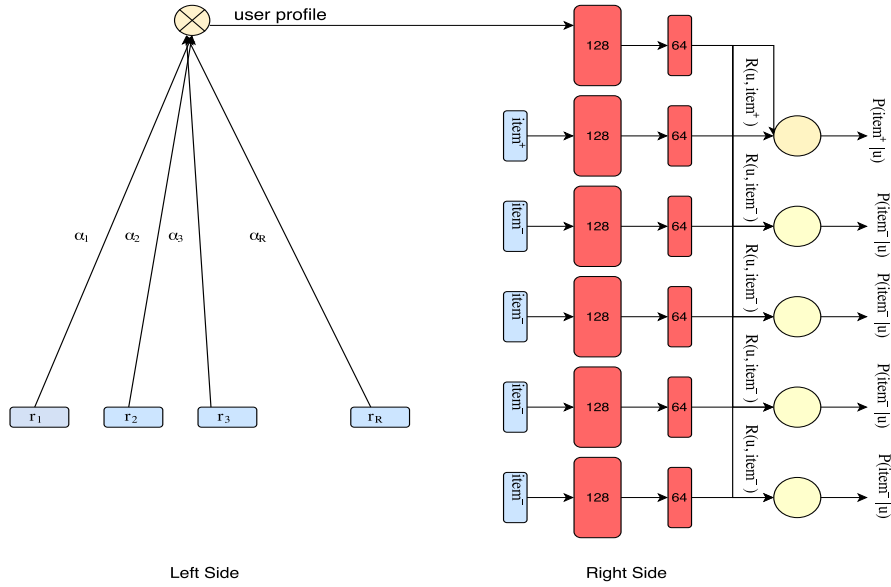 user profile
128
64
R(u, item⁺)
item⁺
128
64
P(item⁺|u)
R(u, item⁻)
item⁻
128
64
P(item⁻|u)
α₁
α₂
α₃
α_R
R(u, item⁻)
item⁻
128
64
P(item⁻|u)
R(u, item⁻)
r₁
r₂
r₃
r_R
item⁻
128
64
P(item⁻|u)
R(u, item⁻)
item⁻
128
64
P(item⁻|u)
Left Side
Right Side